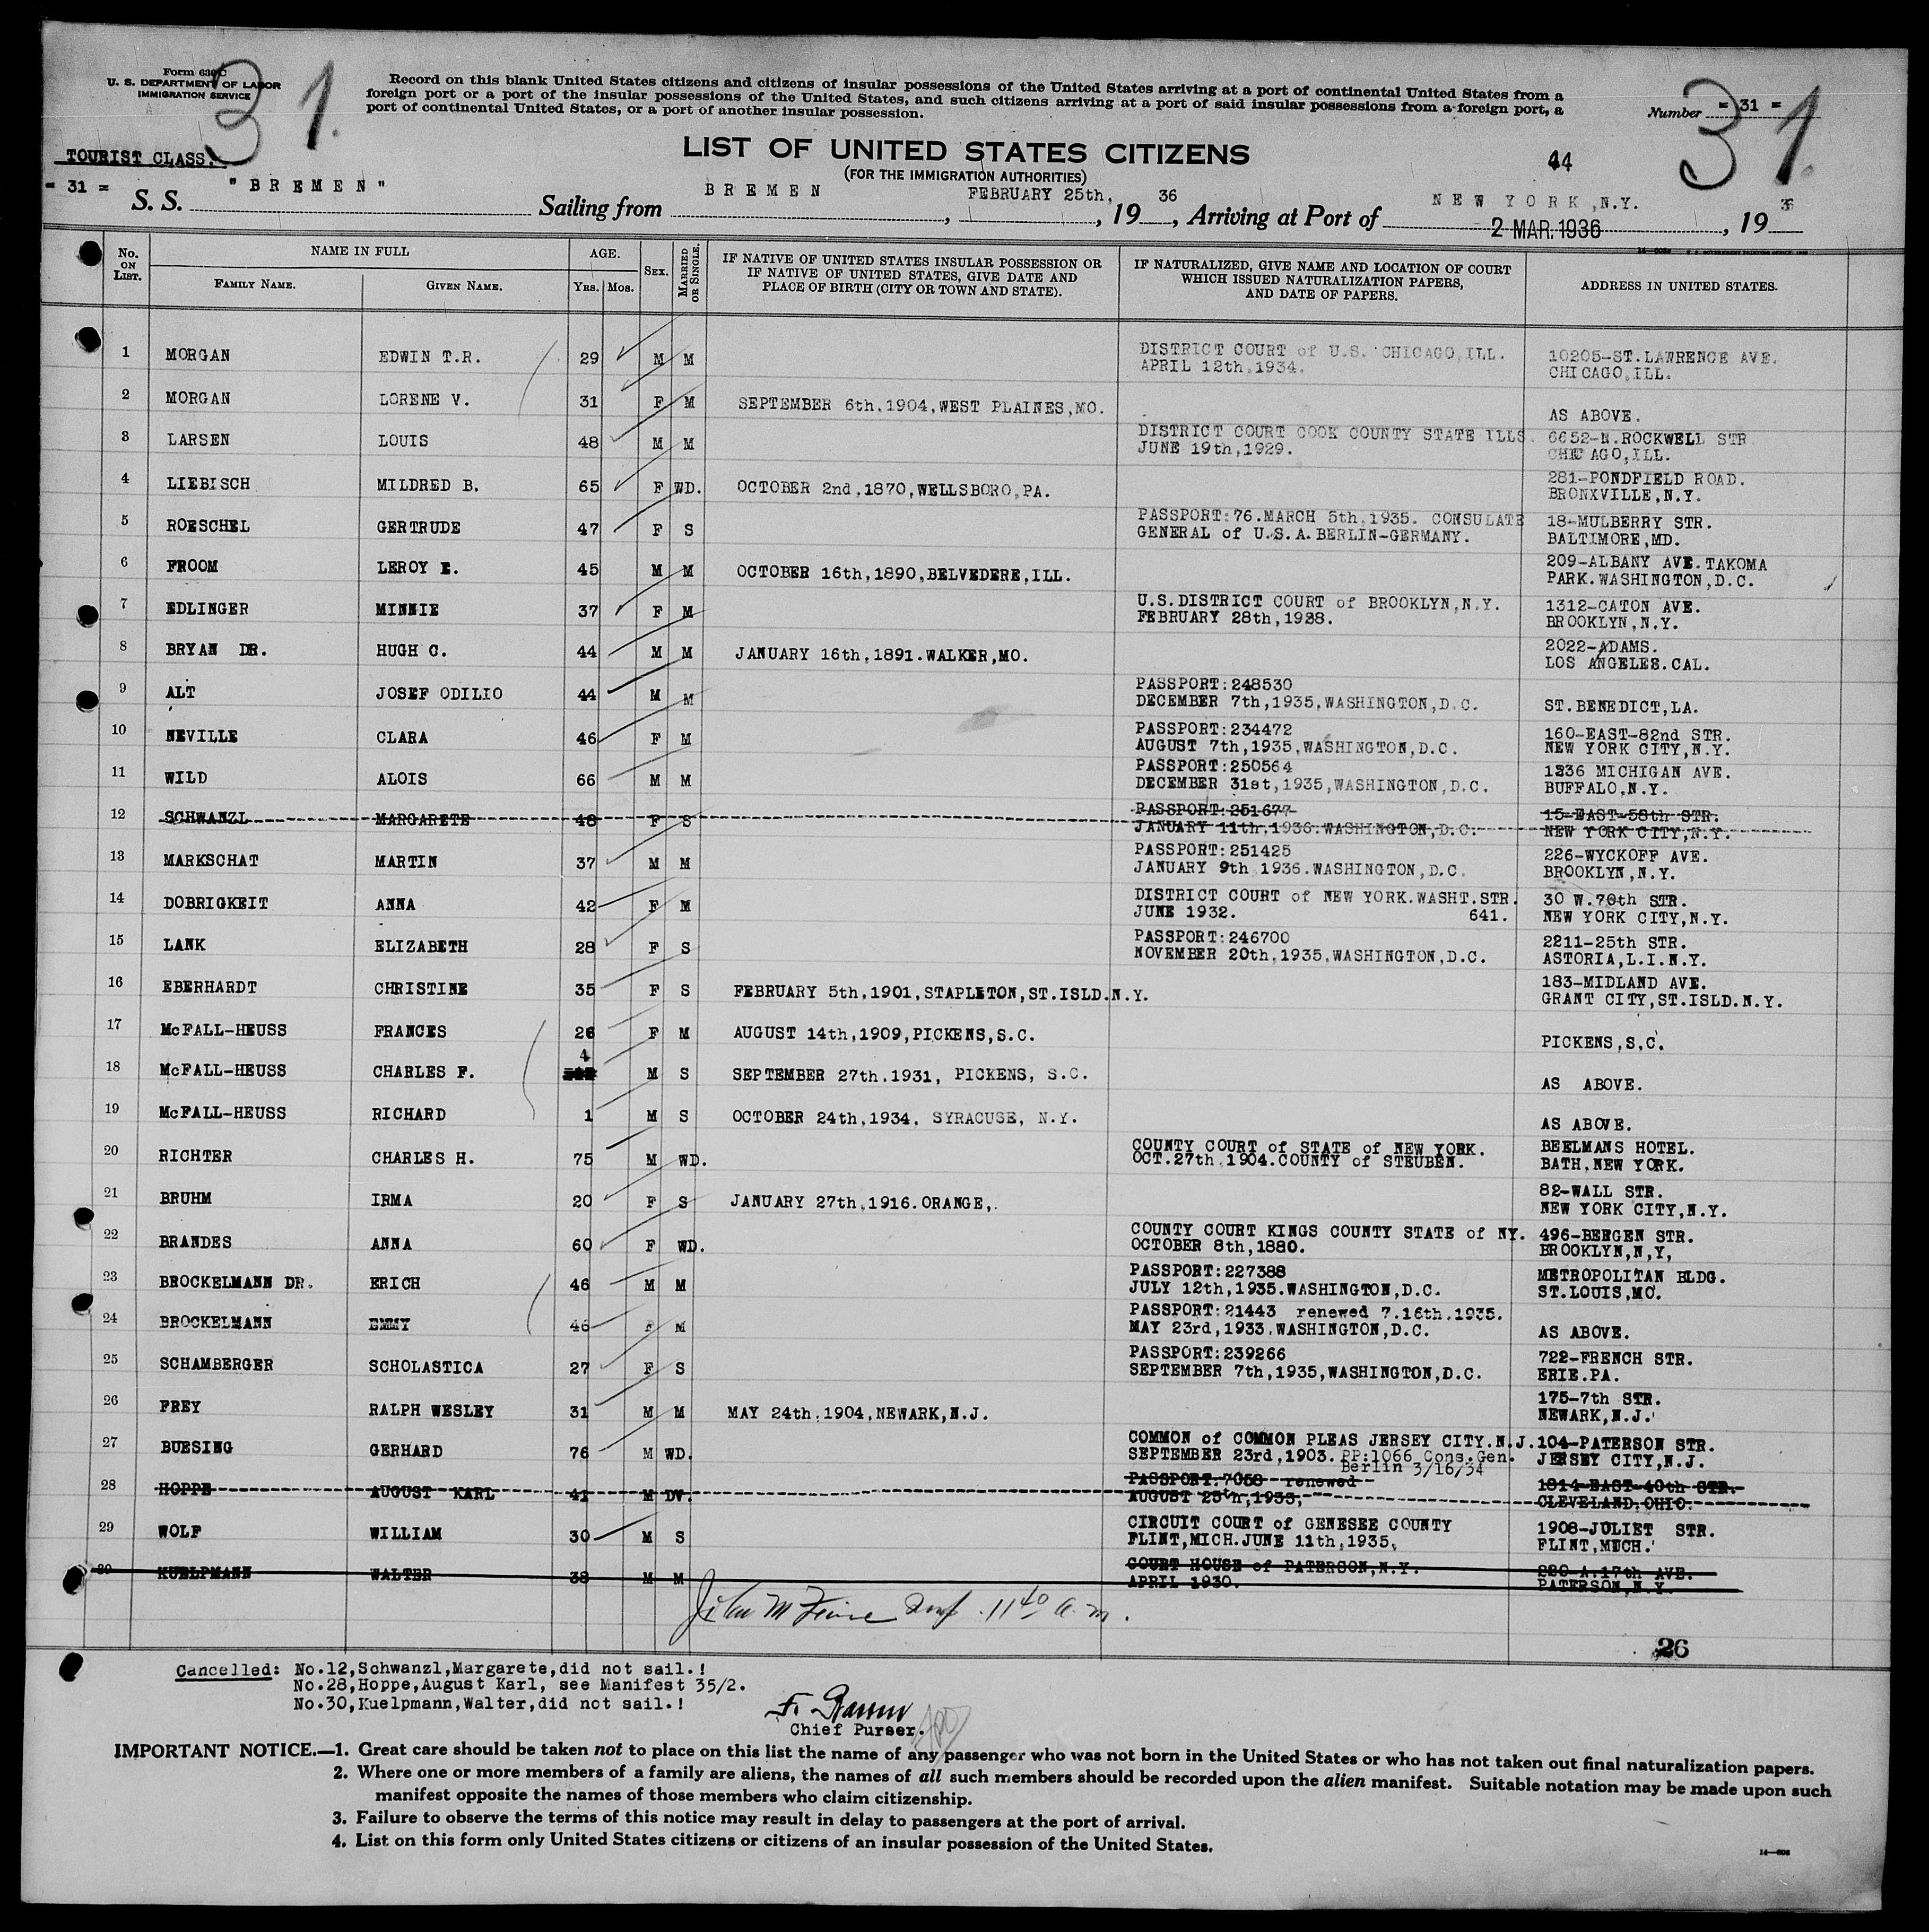 Form 630C
U. S. DEPARTMENT OF LABOR
IMMIGRATION SERVICE
31.
Record on this blank United States citizens and citizens of insular possessions of the United States arriving at a port of continental United States from a
foreign port or a port of the insular possessions of the United States, and such citizens arriving at a port of said insular possessions from a foreign port, a
port of continental United States, or a port of another insular possession.
Number = 31 =
31.
TOURIST CLASS.
LIST OF UNITED STATES CITIZENS
(FOR THE IMMIGRATION AUTHORITIES)
44
= 31 =
S. S. "BREMEN" Sailing from BREMEN, FEBRUARY 25th, 1936, Arriving at Port of NEW YORK, N.Y. 2 MAR. 1936, 1936
No. ON LIST. NAME IN FULL AGE. SEX. MARRIED OR SINGLE. IF NATIVE OF UNITED STATES INSULAR POSSESSION OR IF NATIVE OF UNITED STATES, GIVE DATE AND PLACE OF BIRTH (CITY OR TOWN AND STATE). IF NATURALIZED, GIVE NAME AND LOCATION OF COURT WHICH ISSUED NATURALIZATION PAPERS, AND DATE OF PAPERS. ADDRESS IN UNITED STATES.
FAMILY NAME. GIVEN NAME. YRS. MOS.
1 MORGAN EDWIN T.R. 29 M M DISTRICT COURT of U.S. CHICAGO,ILL. 10205-ST.LAWRENCE AVE.
APRIL 12th,1934. CHICAGO,ILL.
2 MORGAN LORENE V. 31 F M SEPTEMBER 6th,1904,WEST PLAINES,MO. AS ABOVE.
3 LARSEN LOUIS 48 M M DISTRICT COURT COOK COUNTY STATE ILLS. 6652-N.ROCKWELL STR
JUNE 19th,1929. CHICAGO,ILL.
4 LIEBISCH MILDRED B. 65 F WD. OCTOBER 2nd,1870,WELLSBORO,PA. 281-PONDFIELD ROAD.
BRONXVILLE,N.Y.
5 ROESCHEL GERTRUDE 47 F S PASSPORT:76.MARCH 5th,1935. CONSULATE 18-MULBERRY STR.
GENERAL of U.S.A.BERLIN-GERMANY. BALTIMORE,MD.
6 FROOM LEROY E. 45 M M OCTOBER 16th,1890,BELVEDERE,ILL. 209-ALBANY AVE.TAKOMA
PARK.WASHINGTON,D.C.
7 EDLINGER MINNIE 37 F M U.S.DISTRICT COURT of BROOKLYN,N.Y. 1312-CATON AVE.
FEBRUARY 28th,1928. BROOKLYN,N.Y.
8 BRYAN DR. HUGH C. 44 M M JANUARY 16th,1891.WALKER,MO. 2022-ADAMS.
LOS ANGELES.CAL.
9 ALT JOSEF ODILIO 44 M M PASSPORT:248530
DECEMBER 7th,1935,WASHINGTON,D.C. ST.BENEDICT,LA.
10 NEVILLE CLARA 46 F M PASSPORT:234472 160-EAST-82nd STR.
AUGUST 7th,1935,WASHINGTON,D.C. NEW YORK CITY,N.Y.
11 WILD ALOIS 66 M M PASSPORT:250564 1236 MICHIGAN AVE.
DECEMBER 31st,1935,WASHINGTON,D.C. BUFFALO,N.Y.
12 SCHWANZL MARGARETE 48 F S PASSPORT:251677 15-EAST-58th STR.
JANUARY 11th,1936.WASHINGTON,D.C. NEW YORK CITY,N.Y.
13 MARKSCHAT MARTIN 37 M M PASSPORT:251425 226-WYCKOFF AVE.
JANUARY 9th 1936.WASHINGTON,D.C. BROOKLYN,N.Y.
14 DOBRIGKEIT ANNA 42 F M DISTRICT COURT of NEW YORK.WASHT.STR. 30 W.76th STR.
JUNE 1932. 641. NEW YORK CITY,N.Y.
15 LANK ELIZABETH 28 F S PASSPORT:246700 2211-25th STR.
NOVEMBER 20th,1935,WASHINGTON,D.C. ASTORIA,L.I.N.Y.
16 EBERHARDT CHRISTINE 35 F S FEBRUARY 5th,1901,STAPLETON,ST.ISLD.N.Y. 183-MIDLAND AVE.
GRANT CITY,ST.ISLD.N.Y.
17 McFALL-HEUSS FRANCES 26 F M AUGUST 14th,1909,PICKENS,S.C. PICKENS,S,C.
18 McFALL-HEUSS CHARLES F. 4 M S SEPTEMBER 27th.1931, PICKENS, S.C. AS ABOVE.
19 McFALL-HEUSS RICHARD 1 M S OCTOBER 24th,1934, SYRACUSE, N.Y. AS ABOVE.
20 RICHTER CHARLES H. 75 M WD. COUNTY COURT of STATE of NEW YORK. BEELMANS HOTEL.
OCT.27th,1904.COUNTY of STEUBEN. BATH,NEW YORK.
21 BRUHM IRMA 20 F S JANUARY 27th,1916.ORANGE,. 82-WALL STR.
NEW YORK CITY,N.Y.
22 BRANDES ANNA 60 F WD. COUNTY COURT KINGS COUNTY STATE of NY. 496-BERGEN STR.
OCTOBER 8th,1880. BROOKLYN,N,Y,
23 BROCKELMANN DR. ERICH 46 M M PASSPORT:227388 METROPOLITAN BLDG.
JULY 12th,1935.WASHINGTON,D.C. ST.LOUIS,MO.
24 BROCKELMANN EMMY 46 F M PASSPORT:21443 renewed 7.16th.1935.
MAY 23rd,1933.WASHINGTON,D.C. AS ABOVE.
25 SCHAMBERGER SCHOLASTICA 27 F S PASSPORT:239266 722-FRENCH STR.
SEPTEMBER 7th,1935,WASHINGTON,D.C. ERIE.PA.
26 FREY RALPH WESLEY 31 M M MAY 24th,1904,NEWARK,N.J. 175-7th STR.
NEWARK,N.J.
27 BUESING GERHARD 76 M WD. COMMON of COMMON PLEAS JERSEY CITY.N.J. 104-PATERSON STR.
SEPTEMBER 23rd,1903. PP:1066 Cons.Gen. JERSEY CITY,N.J.
Berlin 3/16/34
28 HOPPE AUGUST KARL 41 M DV. PASSPORT:7058 renewed 1814-EAST-40th STR.
AUGUST 25th,1935, CLEVELAND,OHIO.
29 WOLF WILLIAM 30 M S CIRCUIT COURT of GENESEE COUNTY 1908-JULIET STR.
FLINT,MICH.JUNE 11th,1935, FLINT,MUCH.
30 KUELPMANN WALTER 38 M M COURT HOUSE of PATERSON,N.Y. 280-A.17th AVE.
APRIL 1930. PATERSON,N.Y.
11 40 a.m.
26
Cancelled: No.12,Schwanzl,Margarete,did not sail.!
No.28,Hoppe,August Karl, see Manifest 35/2.
No.30,Kuelpmann,Walter,did not sail.!
Chief Purser.
IMPORTANT NOTICE.—1. Great care should be taken not to place on this list the name of any passenger who was not born in the United States or who has not taken out final naturalization papers.
2. Where one or more members of a family are aliens, the names of all such members should be recorded upon the alien manifest. Suitable notation may be made upon such
manifest opposite the names of those members who claim citizenship.
3. Failure to observe the terms of this notice may result in delay to passengers at the port of arrival.
4. List on this form only United States citizens or citizens of an insular possession of the United States.